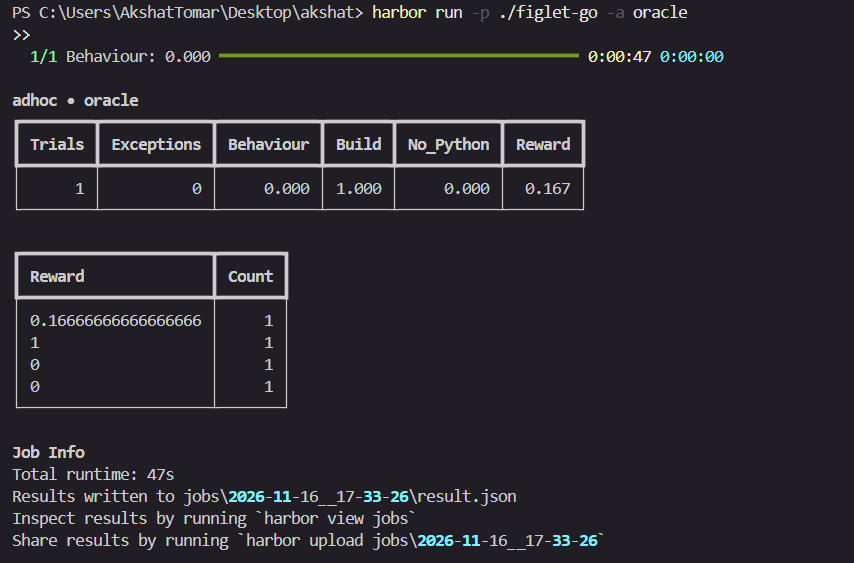 PS C:\Users\AkshatTomar\Desktop\akshat> harbor run -p ./figlet-go -a oracle
>>
1/1 Behaviour: 0.000 0:00:47 0:00:00
adhoc • oracle
Trials Exceptions Behaviour Build No_Python Reward
1 0 0.000 1.000 0.000 0.167
Reward Count
0.16666666666666666 1
1 1
0 1
0 1
Job Info
Total runtime: 47s
Results written to jobs\2026-11-16__17-33-26\result.json
Inspect results by running `harbor view jobs`
Share results by running `harbor upload jobs\2026-11-16__17-33-26`